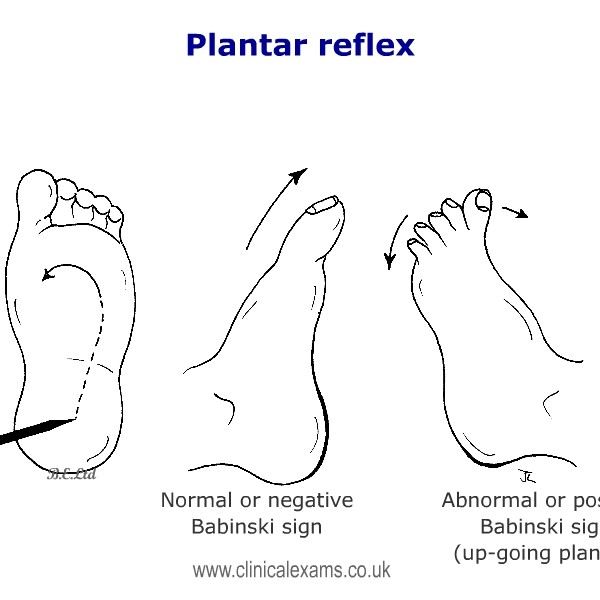 Plantar reflex
B.E.Ltd
Normal or negative
Babinski sign
Abnormal or pos
Babinski sig
(up-going plan
www.clinicalexams.co.uk